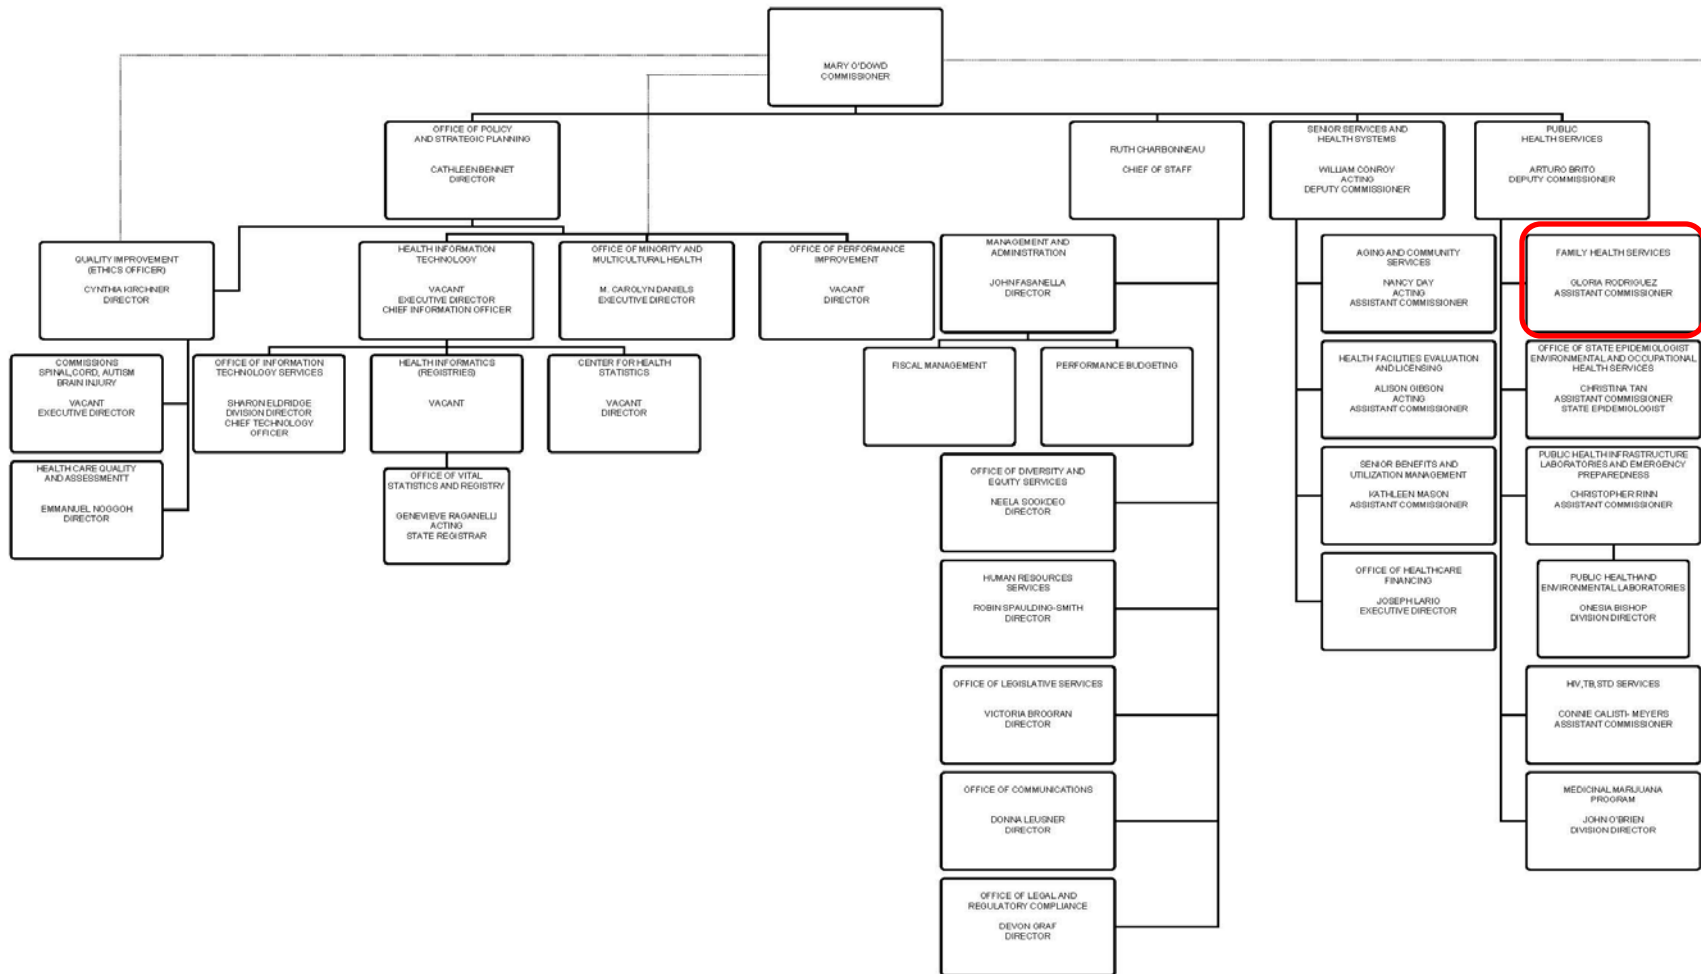 MARY O'DOWD
COMMISSIONER
OFFICE OF POLICY
AND STRATEGIC PLANNING
CATHLEEN BENNET
DIRECTOR
RUTH CHARBONNEAU
CHIEF OF STAFF
SENIOR SERVICES AND
HEALTH SYSTEMS
WILLIAM CONROY
ACTING
DEPUTY COMMISSIONER
PUBLIC
HEALTH SERVICES
ARTURO BRITO
DEPUTY COMMISSIONER
QUALITY IMPROVEMENT
(ETHICS OFFICER)
CYNTHIA KIRCHNER
DIRECTOR
HEALTH INFORMATION
TECHNOLOGY
VACANT
EXECUTIVE DIRECTOR
CHIEF INFORMATION OFFICER
OFFICE OF MINORITY AND
MULTICULTURAL HEALTH
M. CAROLYN DANIELS
EXECUTIVE DIRECTOR
OFFICE OF PERFORMANCE
IMPROVEMENT
VACANT
DIRECTOR
MANAGEMENT AND
ADMINISTRATION
JOHN FASANELLA
DIRECTOR
AGING AND COMMUNITY
SERVICES
NANCY DAY
ACTING
ASSISTANT COMMISSIONER
FAMILY HEALTH SERVICES
GLORIA RODRIGUEZ
ASSISTANT COMMISSIONER
COMMISSIONS
SPINAL,CORD, AUTISM
BRAIN INJURY
VACANT
EXECUTIVE DIRECTOR
OFFICE OF INFORMATION
TECHNOLOGY SERVICES
SHARON ELDRIDGE
DIVISION DIRECTOR
CHIEF TECHNOLOGY
OFFICER
HEALTH INFORMATICS
(REGISTRIES)
VACANT
CENTER FOR HEALTH
STATISTICS
VACANT
DIRECTOR
FISCAL MANAGEMENT
PERFORMANCE BUDGETING
HEALTH FACILITIES EVALUATION
AND LICENSING
ALISON GIBSON
ACTING
ASSISTANT COMMISSIONER
OFFICE OF STATE EPIDEMIOLOGIST
ENVIRONMENTAL AND OCCUPATIONAL
HEALTH SERVICES
CHRISTINA TAN
ASSISTANT COMMISSIONER
STATE EPIDEMIOLOGIST
HEALTH CARE QUALITY
AND ASSESSMENTT
EMMANUEL NOGGOH
DIRECTOR
OFFICE OF VITAL
STATISTICS AND REGISTRY
GENEVIEVE RAGANELLI
ACTING
STATE REGISTRAR
OFFICE OF DIVERSITY AND
EQUITY SERVICES
NEELA SOOKDEO
DIRECTOR
SENIOR BENEFITS AND
UTILIZATION MANAGEMENT
KATHLEEN MASON
ASSISTANT COMMISSIONER
PUBLIC HEALTH INFRASTRUCTURE
LABORATORIES AND EMERGENCY
PREPAREDNESS
CHRISTOPHER RINN
ASSISTANT COMMISSIONER
HUMAN RESOURCES
SERVICES
ROBIN SPAULDING-SMITH
DIRECTOR
OFFICE OF HEALTHCARE
FINANCING
JOSEPH LARIO
EXECUTIVE DIRECTOR
PUBLIC HEALTHAND
ENVIRONMENTAL LABORATORIES
ONESIA BISHOP
DIVISION DIRECTOR
OFFICE OF LEGISLATIVE SERVICES
VICTORIA BROGRAN
DIRECTOR
HIV,TB,STD SERVICES
CONNIE CALISTI- MEYERS
ASSISTANT COMMISSIONER
OFFICE OF COMMUNICATIONS
DONNA LEUSNER
DIRECTOR
MEDICINAL MARIJUANA
PROGRAM
JOHN O'BRIEN
DIVISION DIRECTOR
OFFICE OF LEGAL AND
REGULATORY COMPLIANCE
DEVON GRAF
DIRECTOR